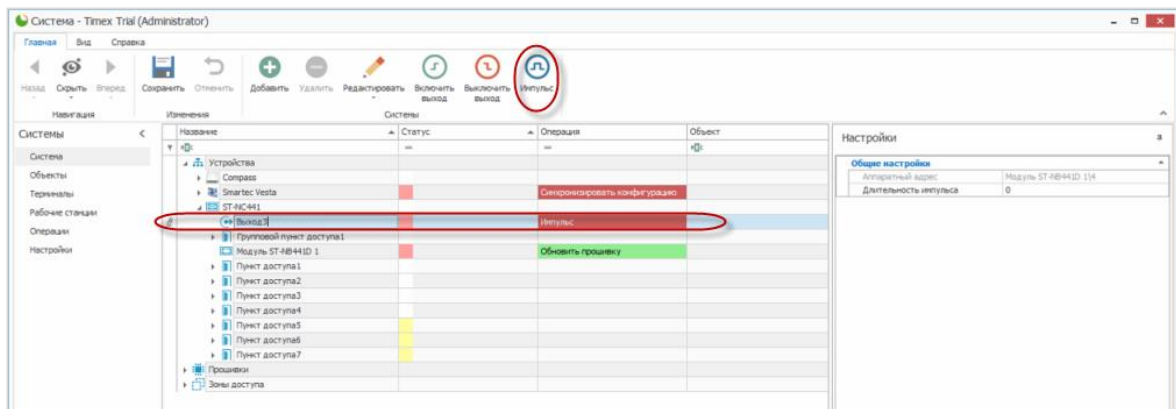 Система - Timex Trial (Administrator)
Главная Вид Справка
Назад Скрыть Вперед Сохранить Отменить Добавить Удалить Редактировать Включить выход Выключить выход Импульс
Навигация Изменения Системы
Системы
Система
Объекты
Терминалы
Рабочие станции
Операции
Настройки
Название Статус Операция Объект
Устройства
Compass
Smartec Vesta Синхронизировать конфигурацию
ST-NC441
Выход3 Импульс
Групповой пункт доступа1
Модуль ST-NB441D 1 Обновить прошивку
Пункт доступа1
Пункт доступа2
Пункт доступа3
Пункт доступа4
Пункт доступа5
Пункт доступа6
Пункт доступа7
Прошивки
Зоны доступа
Настройки
Общие настройки
Аппаратный адрес Модуль ST-NB441D 1\4
Длительность импульса 0